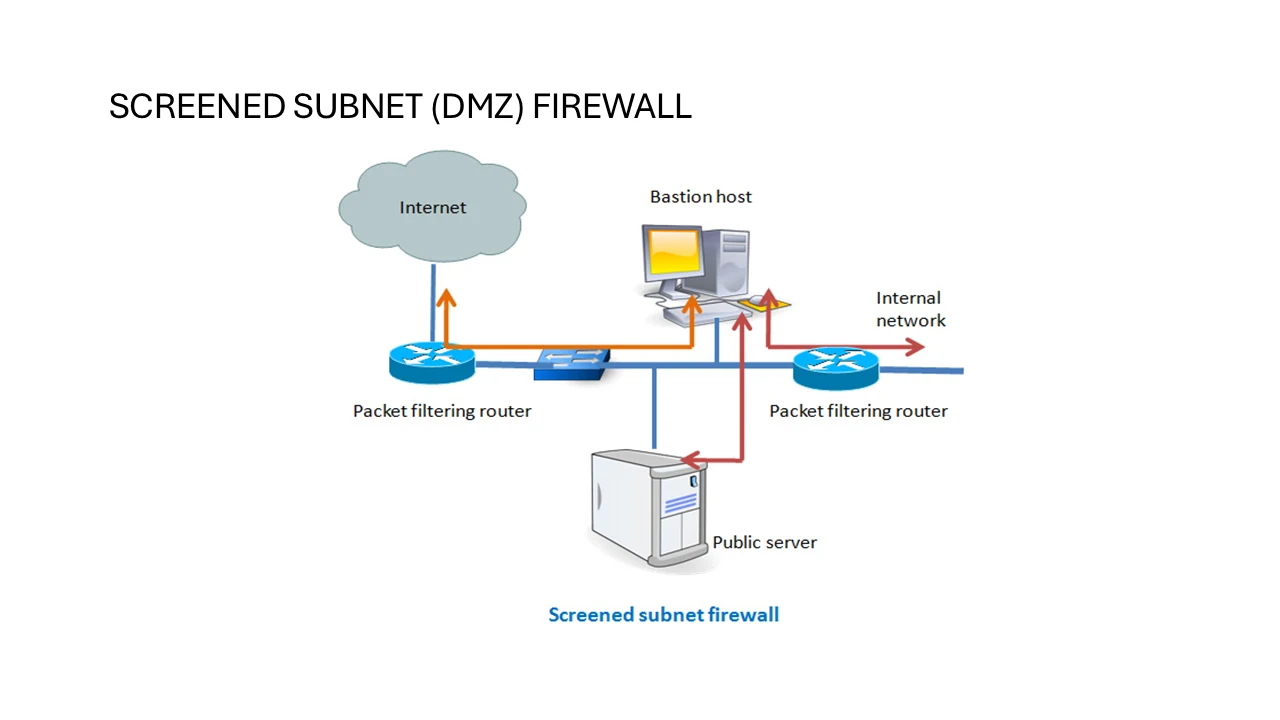 SCREENED SUBNET (DMZ) FIREWALL
Internet
Bastion host
Internal
network
Packet filtering router
Packet filtering router
Public server
Screened subnet firewall